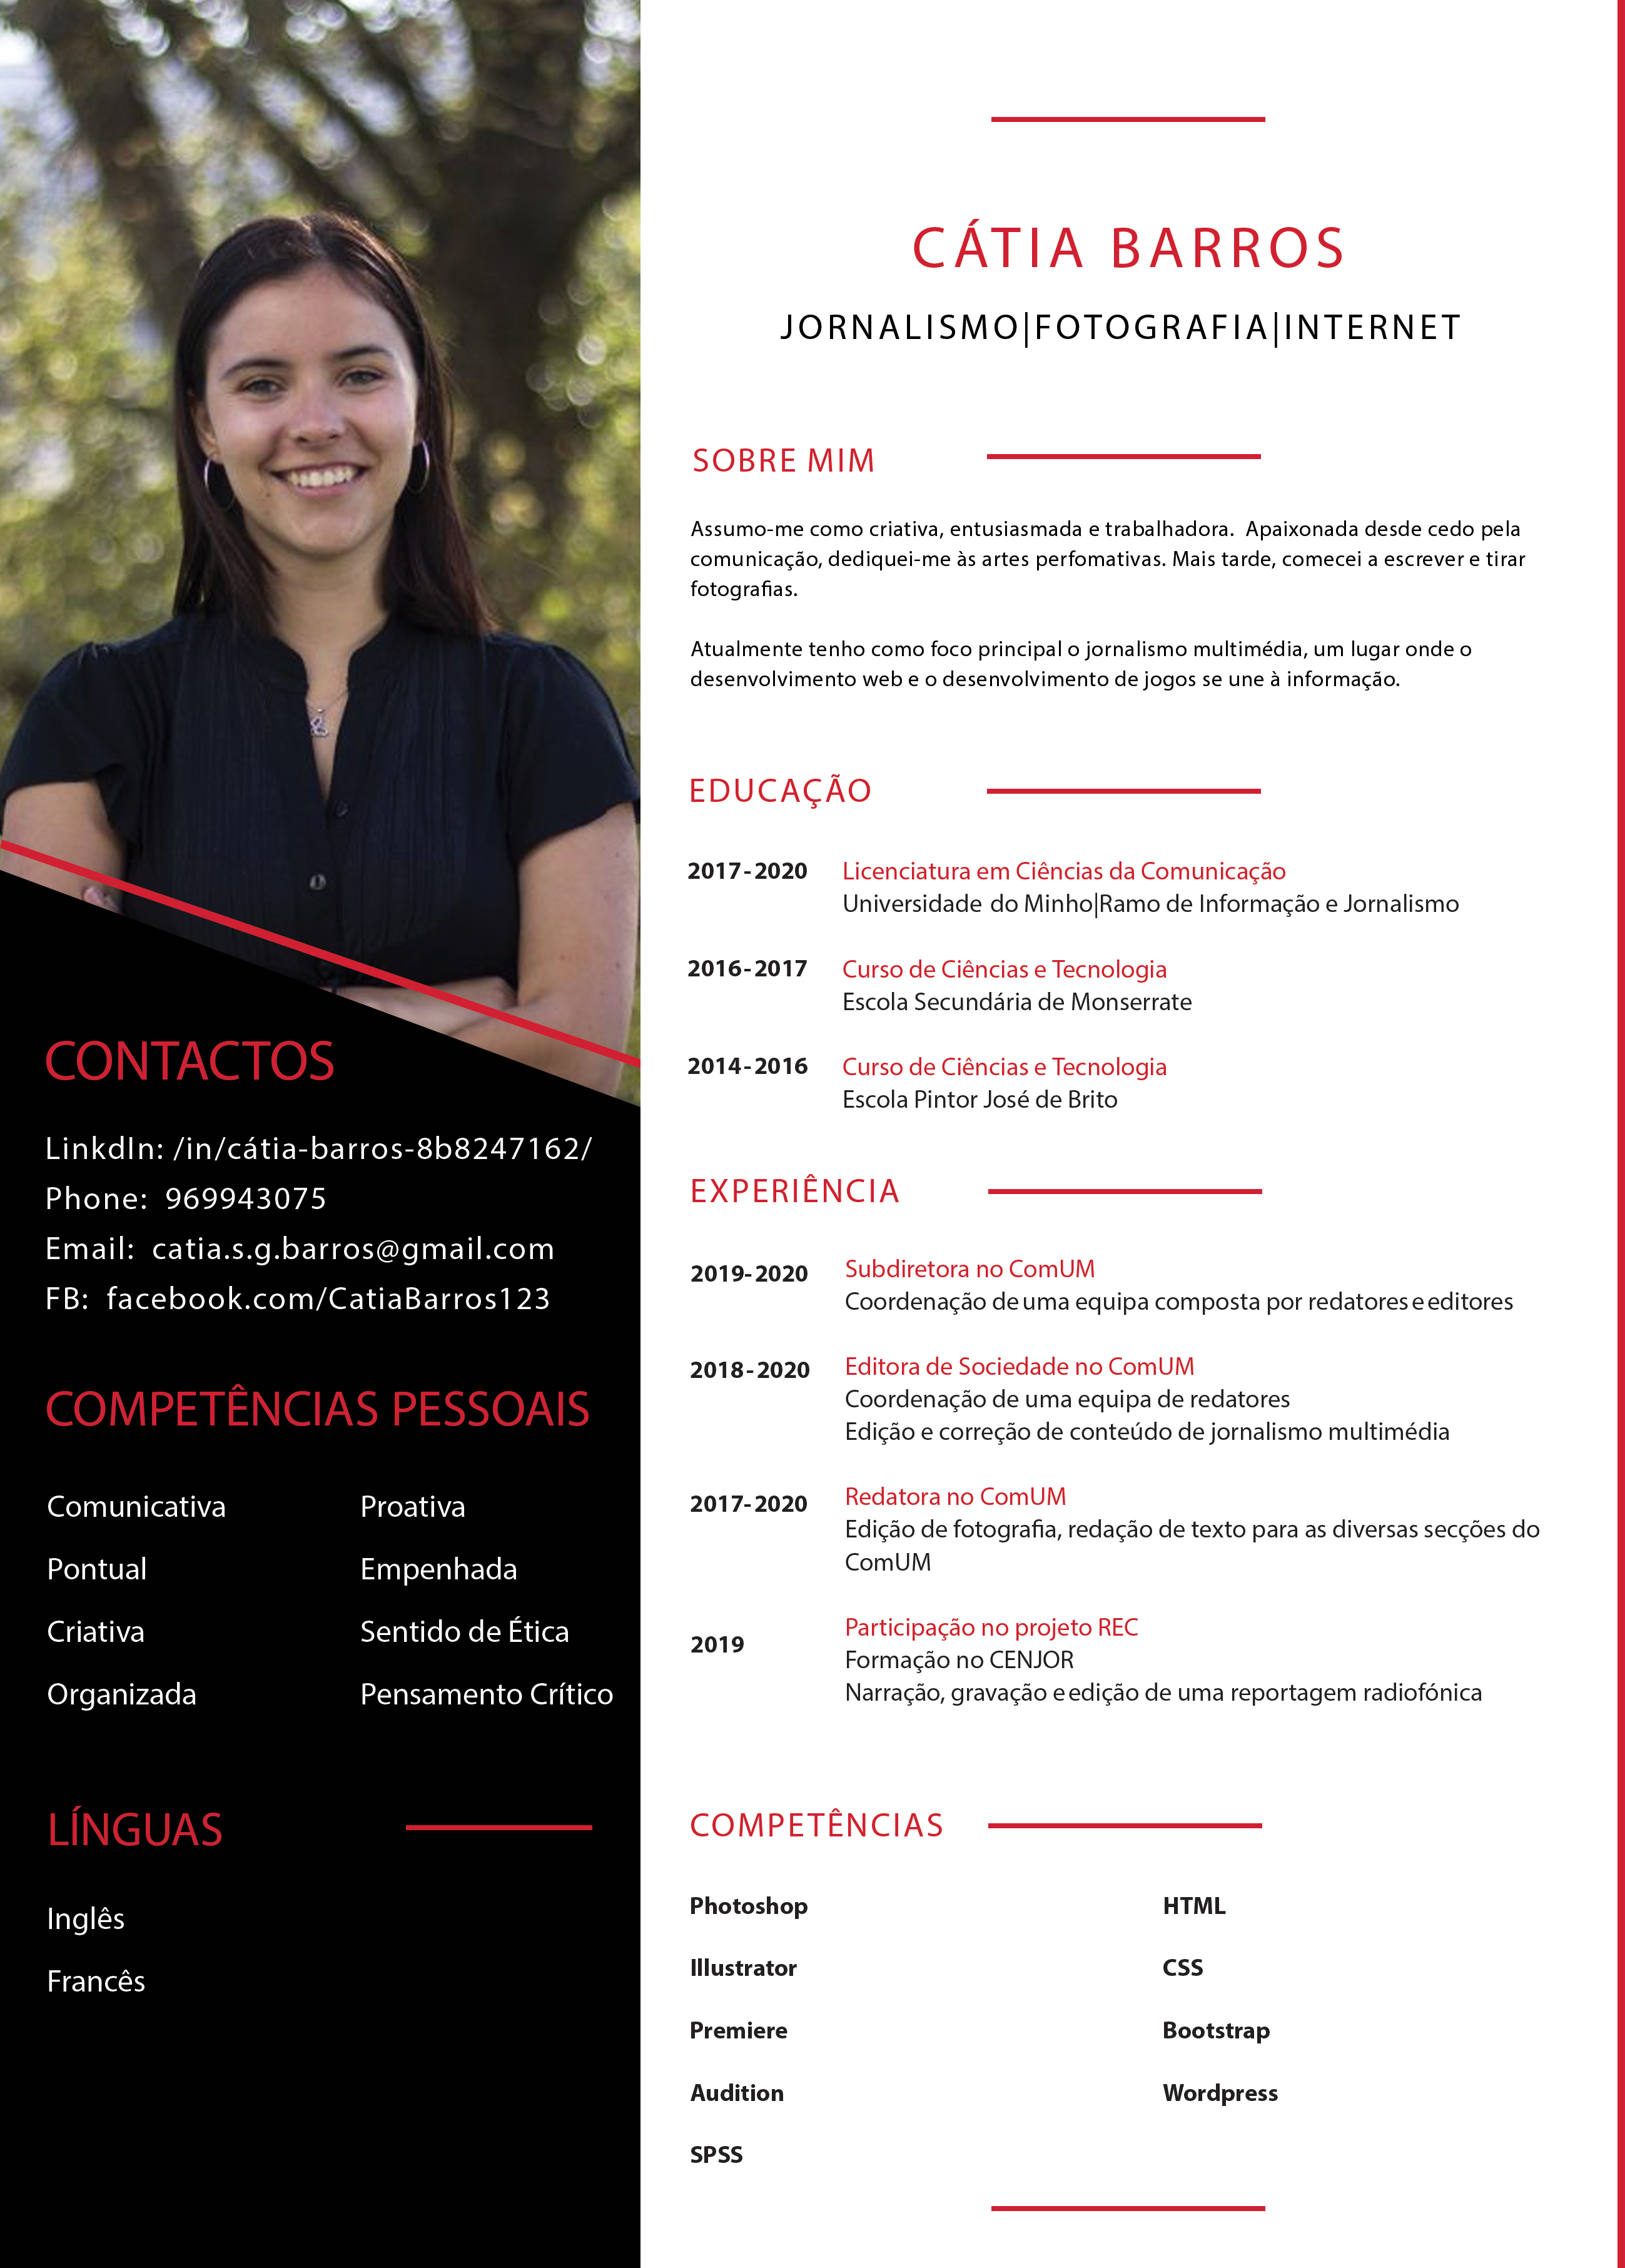 CÁTIA BARROS
JORNALISMO|FOTOGRAFIA|INTERNET
SOBRE MIM
Assumo-me como criativa, entusiasmada e trabalhadora. Apaixonada desde cedo pela
comunicação, dediquei-me às artes perfomativas. Mais tarde, comecei a escrever e tirar
fotografias.
Atualmente tenho como foco principal o jornalismo multimédia, um lugar onde o
desenvolvimento web e o desenvolvimento de jogos se une à informação.
EDUCAÇÃO
2017-2020 Licenciatura em Ciências da Comunicação
Universidade do Minho|Ramo de Informação e Jornalismo
2016-2017 Curso de Ciências e Tecnologia
Escola Secundária de Monserrate
2014-2016 Curso de Ciências e Tecnologia
Escola Pintor José de Brito
EXPERIÊNCIA
2019-2020 Subdiretora no ComUM
Coordenação de uma equipa composta por redatores e editores
2018-2020 Editora de Sociedade no ComUM
Coordenação de uma equipa de redatores
Edição e correção de conteúdo de jornalismo multimédia
2017-2020 Redatora no ComUM
Edição de fotografia, redação de texto para as diversas secções do
ComUM
2019 Participação no projeto REC
Formação no CENJOR
Narração, gravação e edição de uma reportagem radiofónica
COMPETÊNCIAS
Photoshop HTML
Illustrator CSS
Premiere Bootstrap
Audition Wordpress
SPSS
CONTACTOS
LinkdIn: /in/cátia-barros-8b8247162/
Phone: 969943075
Email: catia.s.g.barros@gmail.com
FB: facebook.com/CatiaBarros123
COMPETÊNCIAS PESSOAIS
Comunicativa Proativa
Pontual Empenhada
Criativa Sentido de Ética
Organizada Pensamento Crítico
LÍNGUAS
Inglês
Francês